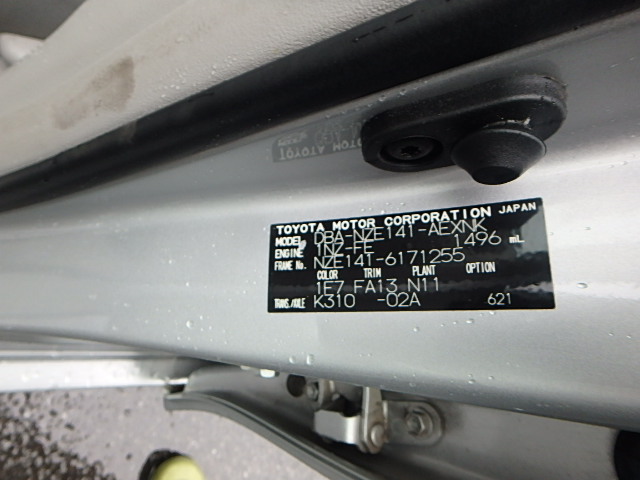 TOYOTA MOTOR CORPORATION JAPAN
MODEL DBA-NZE141-AEXNK
ENGINE 1NZ-FE 1496 mL
FRAME No. NZE141-6171255
COLOR TRIM PLANT OPTION
1E7 FA13 N11
TRANS./AXLE K310 -02A 621